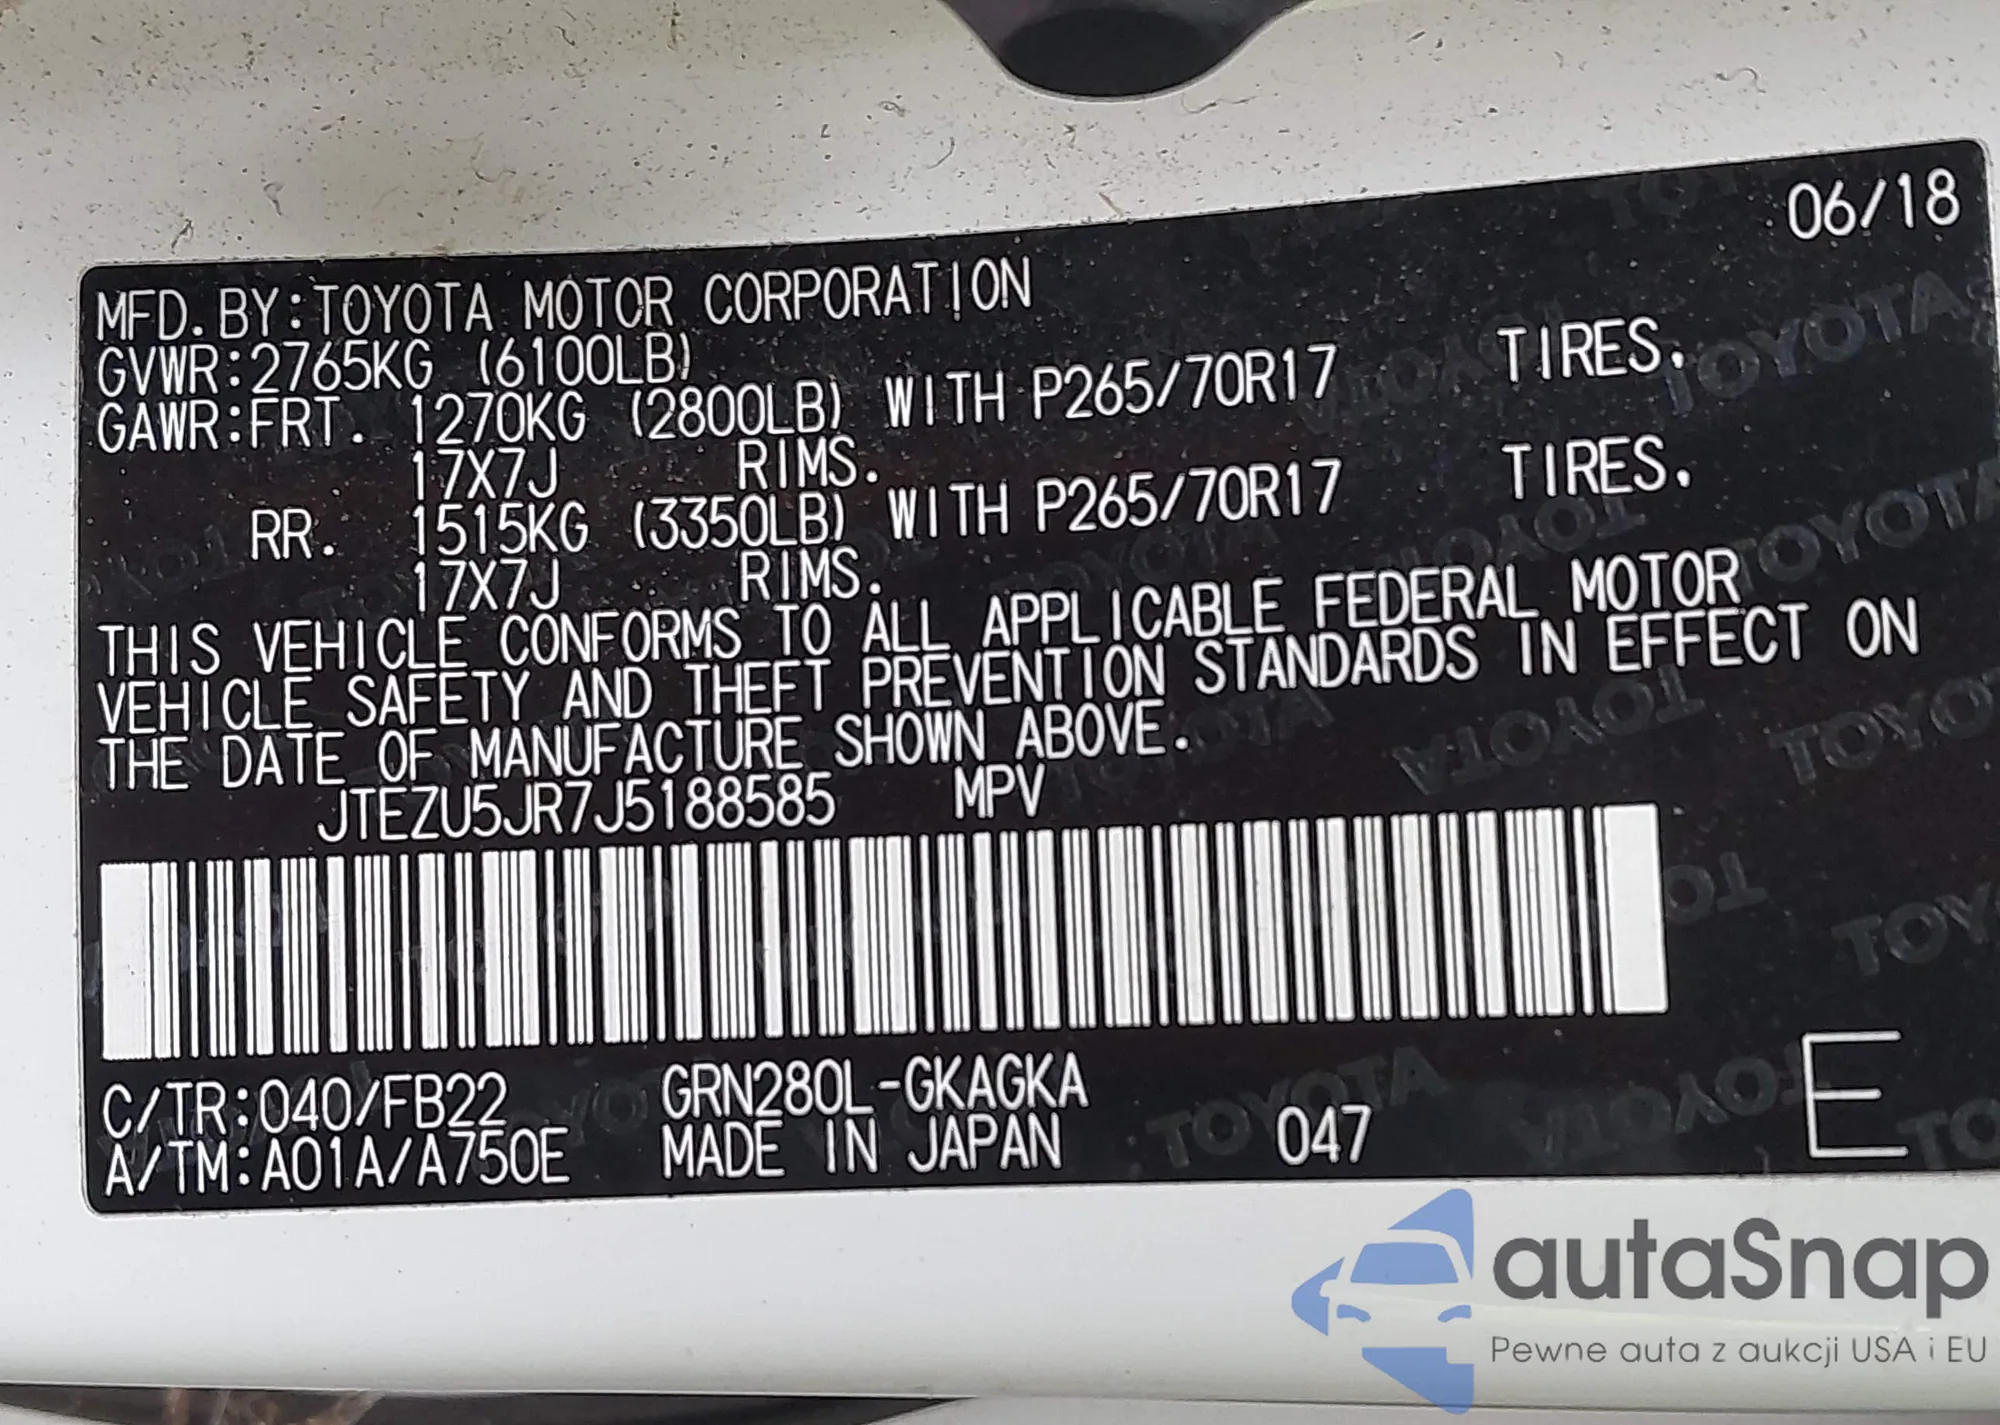 06/18
MFD. BY:TOYOTA MOTOR CORPORATION
GVWR:2765KG (6100LB)
GAWR:FRT. 1270KG (2800LB) WITH P265/70R17 TIRES.
17X7J RIMS.
RR. 1515KG (3350LB) WITH P265/70R17 TIRES.
17X7J RIMS.
THIS VEHICLE CONFORMS TO ALL APPLICABLE FEDERAL MOTOR
VEHICLE SAFETY AND THEFT PREVENTION STANDARDS IN EFFECT ON
THE DATE OF MANUFACTURE SHOWN ABOVE.
JTEZU5JR7J5188585 MPV
C/TR:040/FB22 GRN280L-GKAGKA
A/TM:A01A/A750E MADE IN JAPAN 047 E
autaSnap
Pewne auta z aukcji USA i EU